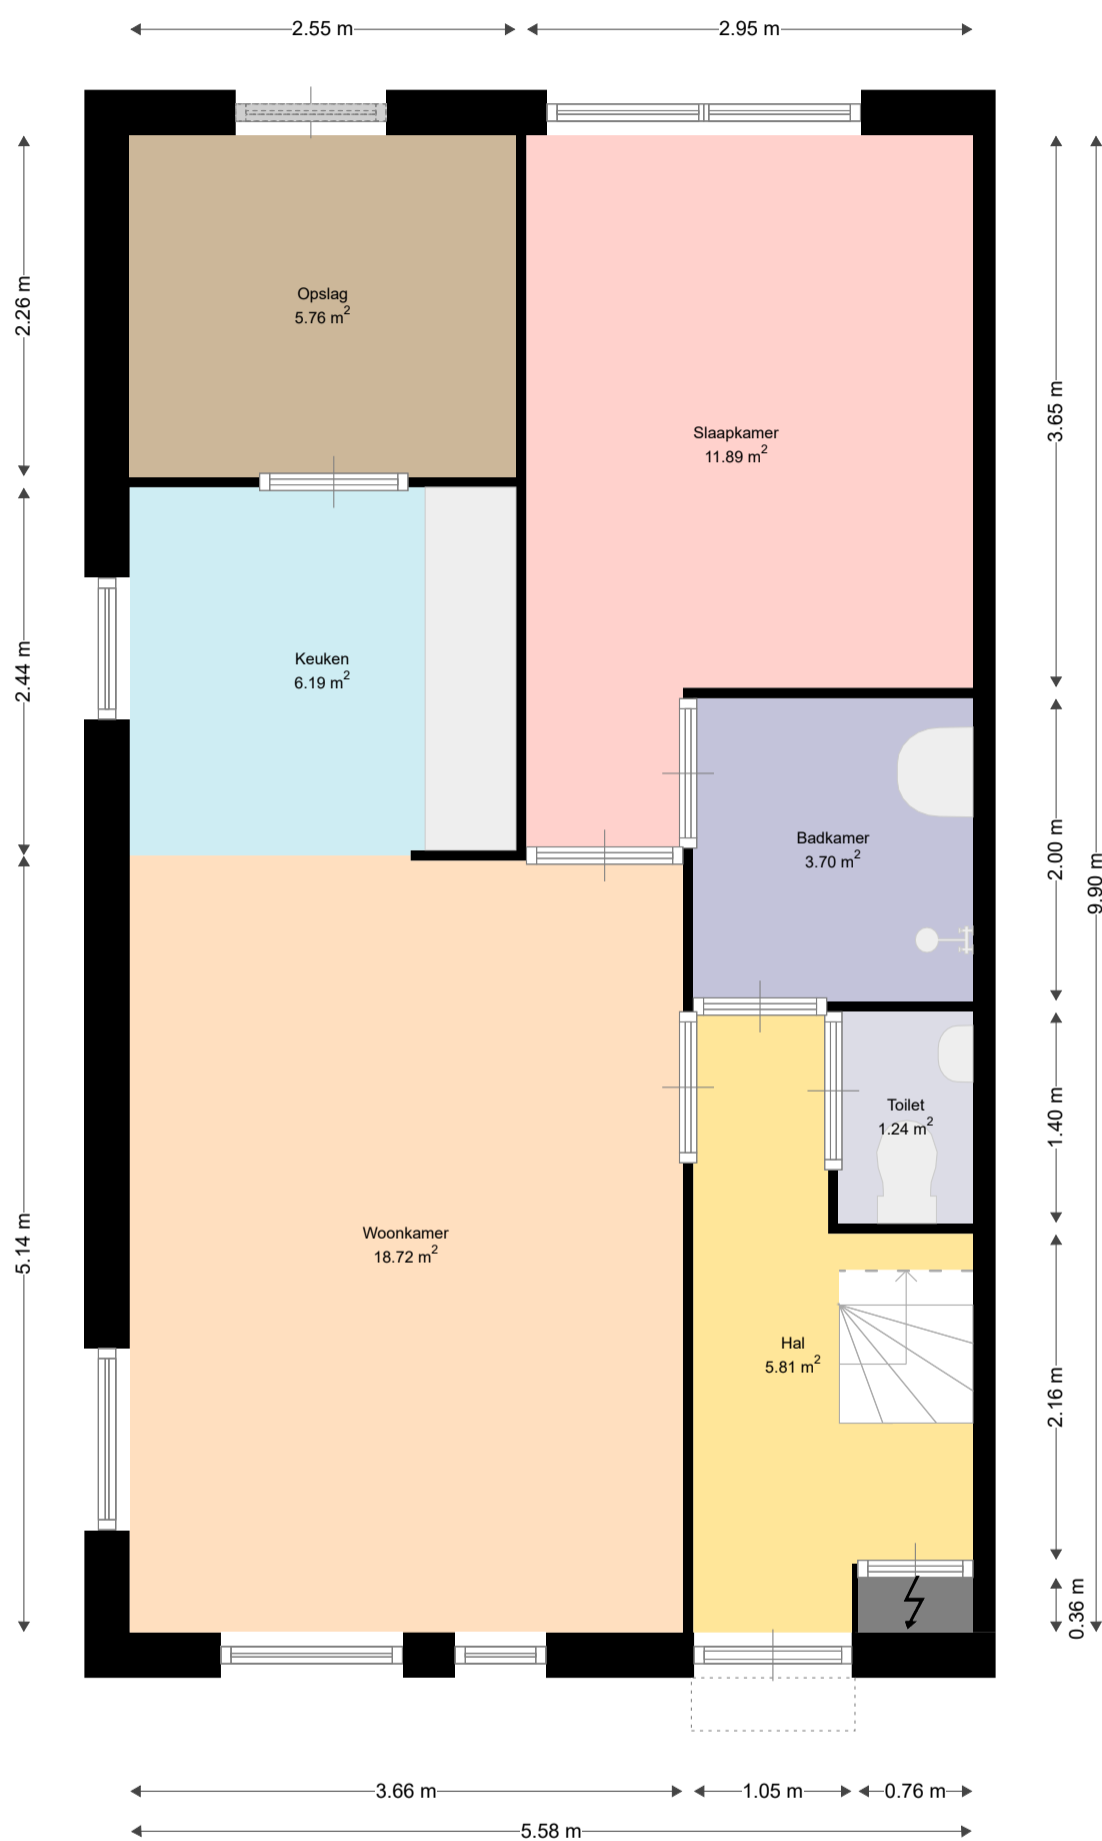 2.55 m
2.95 m
2.26 m
Opslag
5.76 m²
Slaapkamer
11.89 m²
3.65 m
2.44 m
Keuken
6.19 m²
Badkamer
3.70 m²
2.00 m
9.90 m
Toilet
1.24 m²
1.40 m
5.14 m
Woonkamer
18.72 m²
Hal
5.81 m²
2.16 m
0.36 m
3.66 m
1.05 m
0.76 m
5.58 m